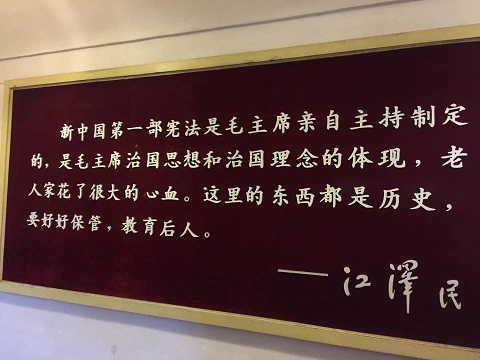 新中国第一部宪法是毛主席亲自主持制定
的，是毛主席治国思想和治国理念的体现，老
人家花了很大的心血。这里的东西都是历史，
要好好保管，教育后人。
——江澤民